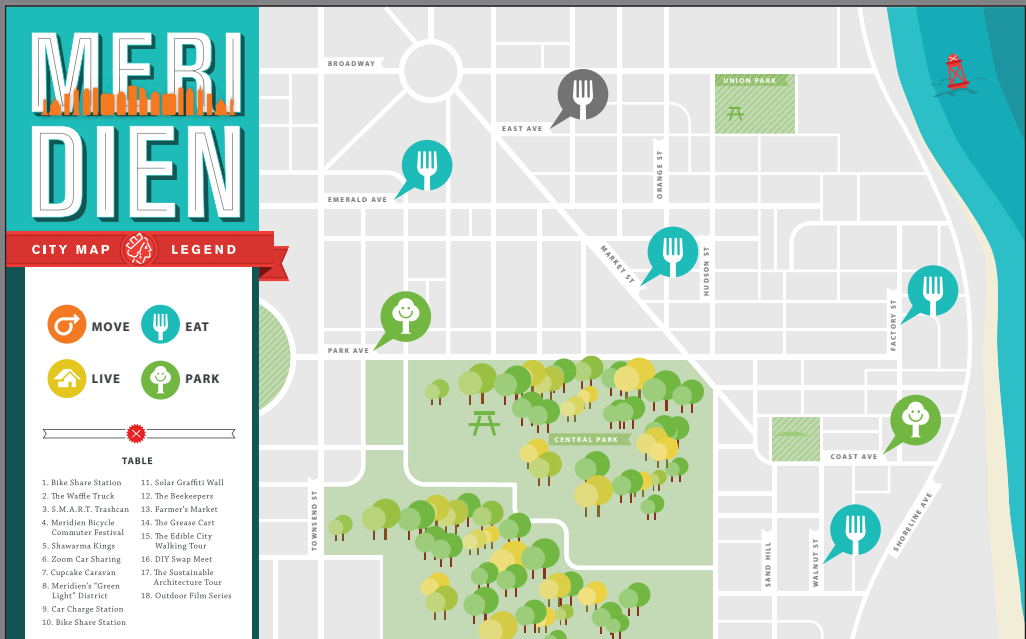 MERI
DIEN
CITY MAP LEGEND
MOVE
EAT
LIVE
PARK
TABLE
1. Bike Share Station
2. The Waffle Truck
3. S.M.A.R.T. Trashcan
4. Meridien Bicycle
Commuter Festival
5. Shawarma Kings
6. Zoom Car Sharing
7. Cupcake Caravan
8. Meridien's "Green
Light" District
9. Car Charge Station
10. Bike Share Station
11. Solar Graffiti Wall
12. The Beekeepers
13. Farmer's Market
14. The Grease Cart
15. The Edible City
Walking Tour
16. DIY Swap Meet
17. The Sustainable
Architecture Tour
18. Outdoor Film Series
BROADWAY
UNION PARK
EAST AVE
ORANGE ST
EMERALD AVE
MARKET ST
HUDSON ST
FACTORY ST
PARK AVE
CENTRAL PARK
COAST AVE
TOWNSEND ST
SHORELINE AVE
SAND HILL
WALNUT ST